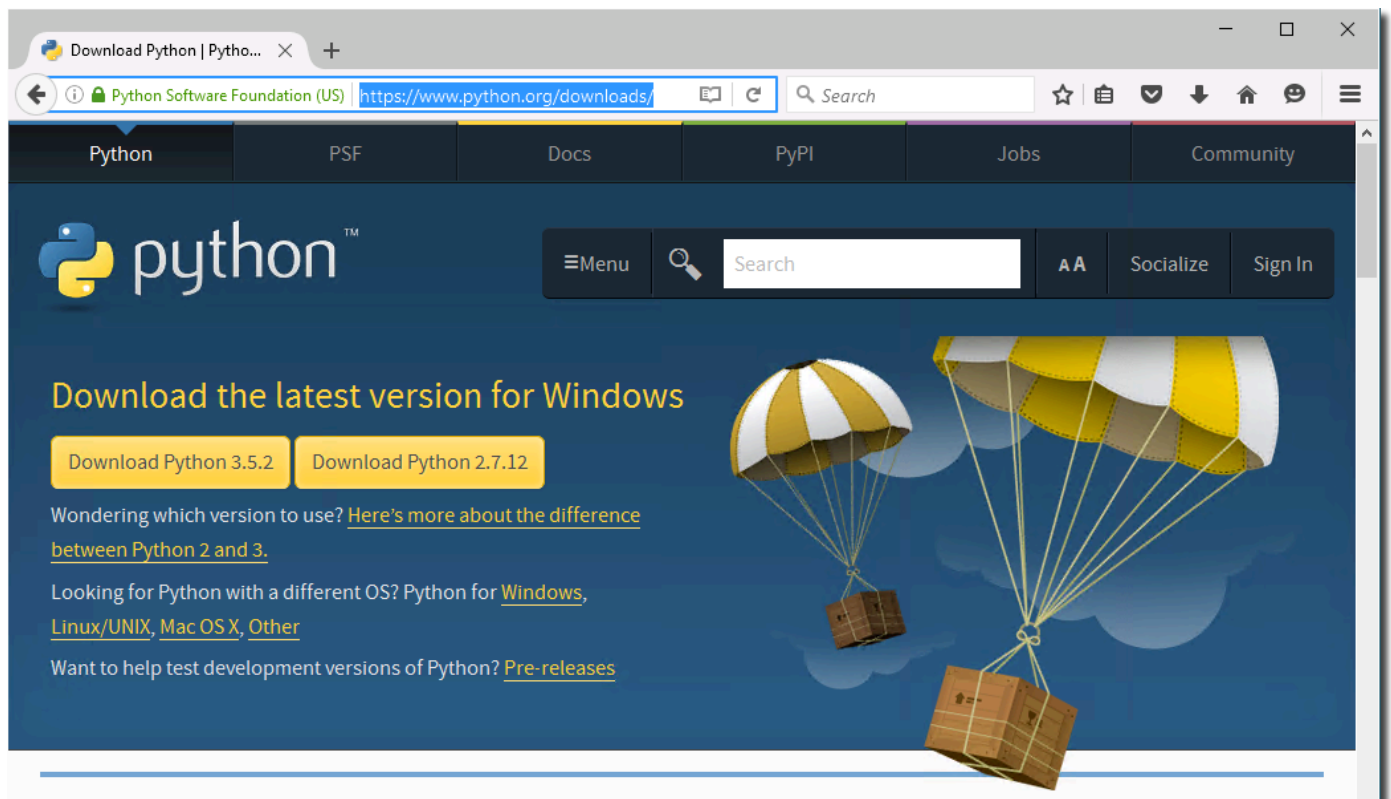 Download Python | Pytho...
Python Software Foundation (US) https://www.python.org/downloads/ Search
Python PSF Docs PyPI Jobs Community
python™
≡Menu Search A A Socialize Sign In
Download the latest version for Windows
Download Python 3.5.2 Download Python 2.7.12
Wondering which version to use? Here's more about the difference
between Python 2 and 3.
Looking for Python with a different OS? Python for Windows,
Linux/UNIX, Mac OS X, Other
Want to help test development versions of Python? Pre-releases